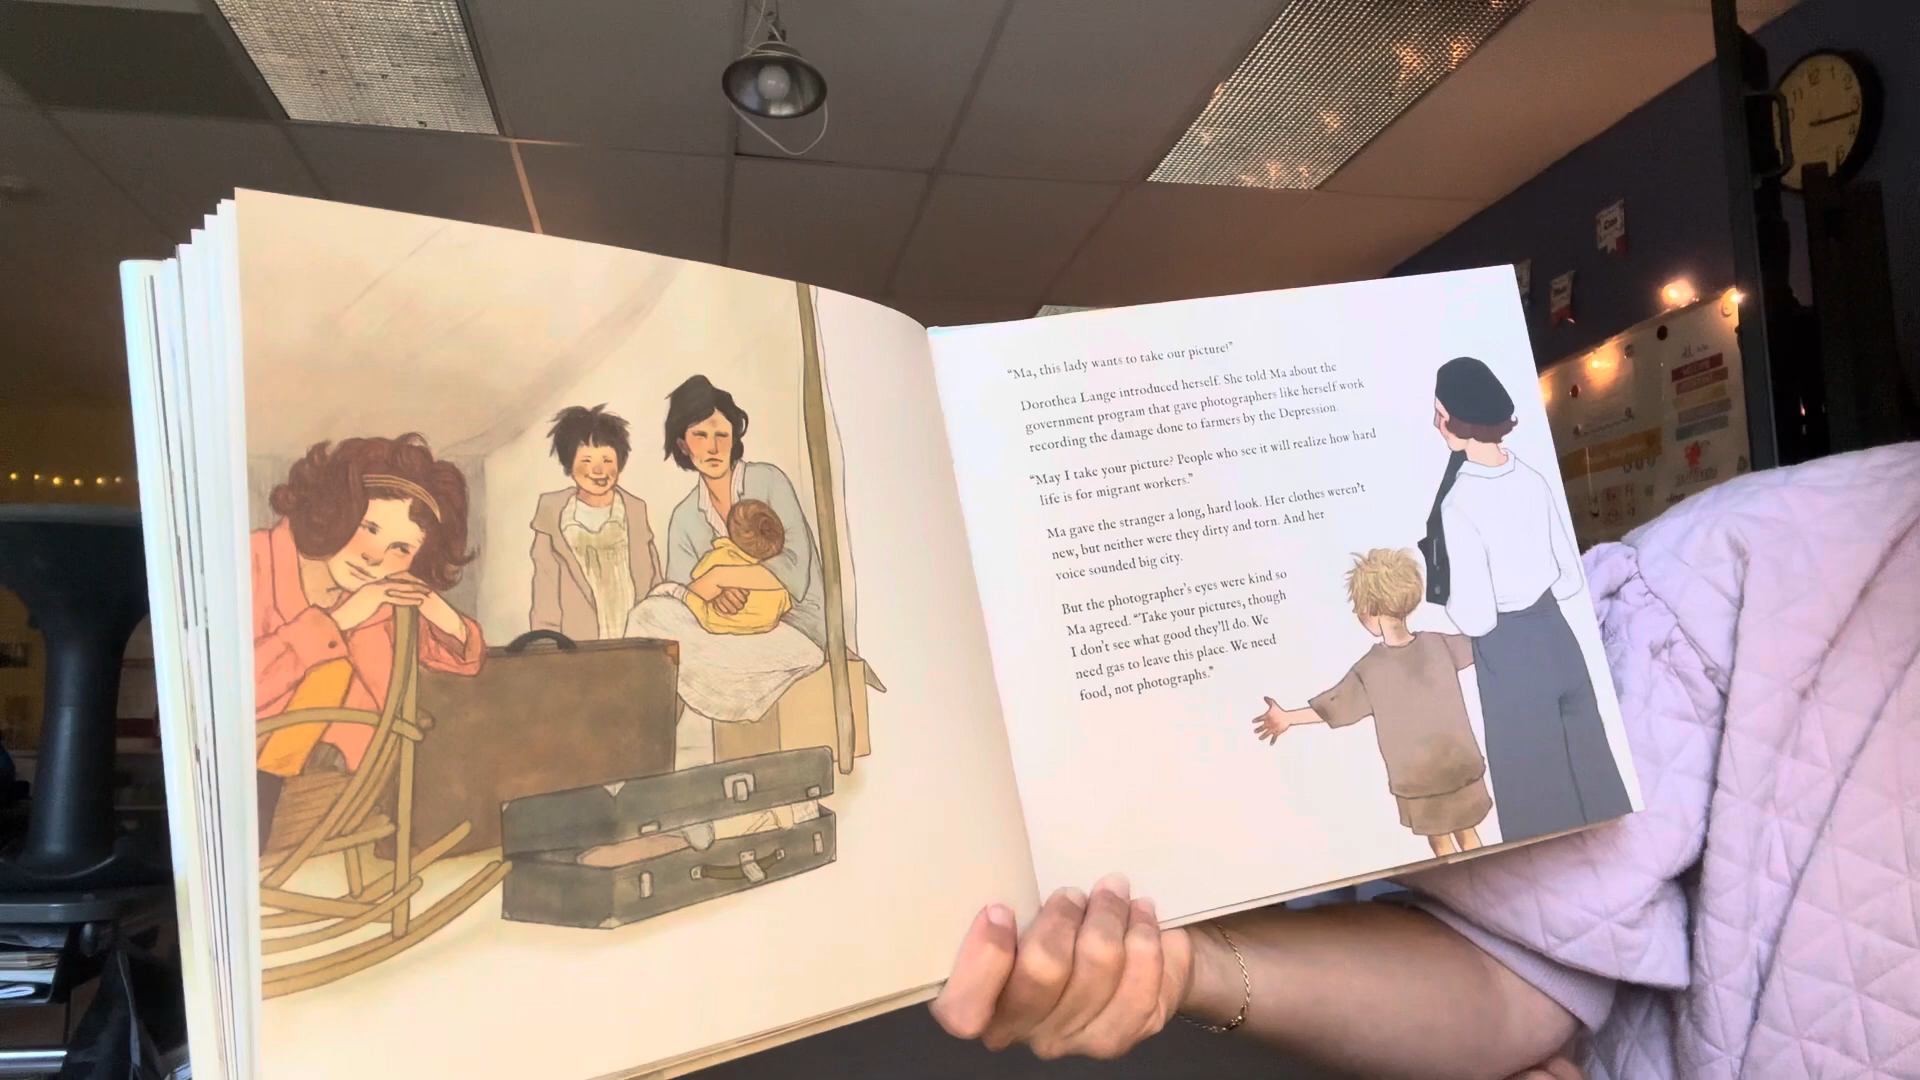 “Ma, this lady wants to take our picture!”
Dorothea Lange introduced herself. She told Ma about the
government program that gave photographers like herself work
recording the damage done to farmers by the Depression.
“May I take your picture? People who see it will realize how hard
life is for migrant workers.”
Ma gave the stranger a long, hard look. Her clothes weren’t
new, but neither were they dirty and torn. And her
voice sounded big city.
But the photographer’s eyes were kind so
Ma agreed. “Take your pictures, though
I don’t see what good they’ll do. We
need gas to leave this place. We need
food, not photographs.”
11 12 1
3
4